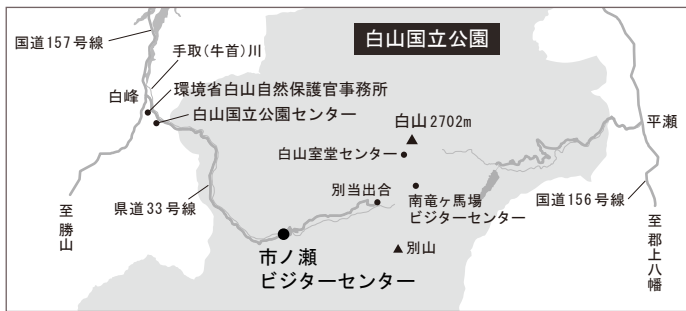 国道157号線
白山国立公園
手取(牛首)川
白峰
環境省白山自然保護官事務所
白山国立公園センター
白山2702m
平瀬
白山室堂センター
別当出合
南竜ヶ馬場
ビジターセンター
国道156号線
県道33号線
至勝山
至郡上八幡
市ノ瀬
ビジターセンター
別山